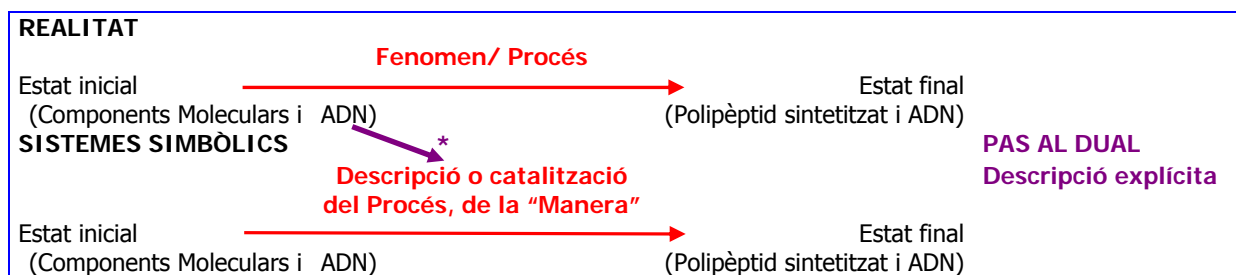 REALITAT
Fenomen/ Procés
Estat inicial Estat final
(Components Moleculars i ADN) (Polipèptid sintetitzat i ADN)
SISTEMES SIMBÒLICS * PAS AL DUAL
Descripció o catalització Descripció explícita
del Procés, de la “Manera”
Estat inicial Estat final
(Components Moleculars i ADN) (Polipèptid sintetitzat i ADN)